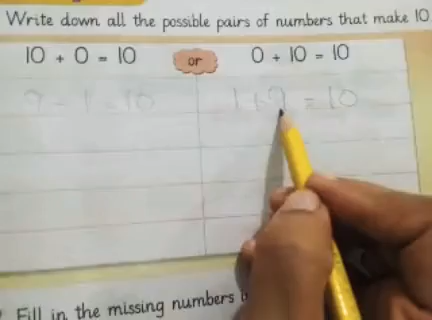 Write down all the possible pairs of numbers that make 10
10 + 0 = 10 or 0 + 10 = 10
9 - 1 = 10 1 + 9 = 10
Fill in the missing numbers